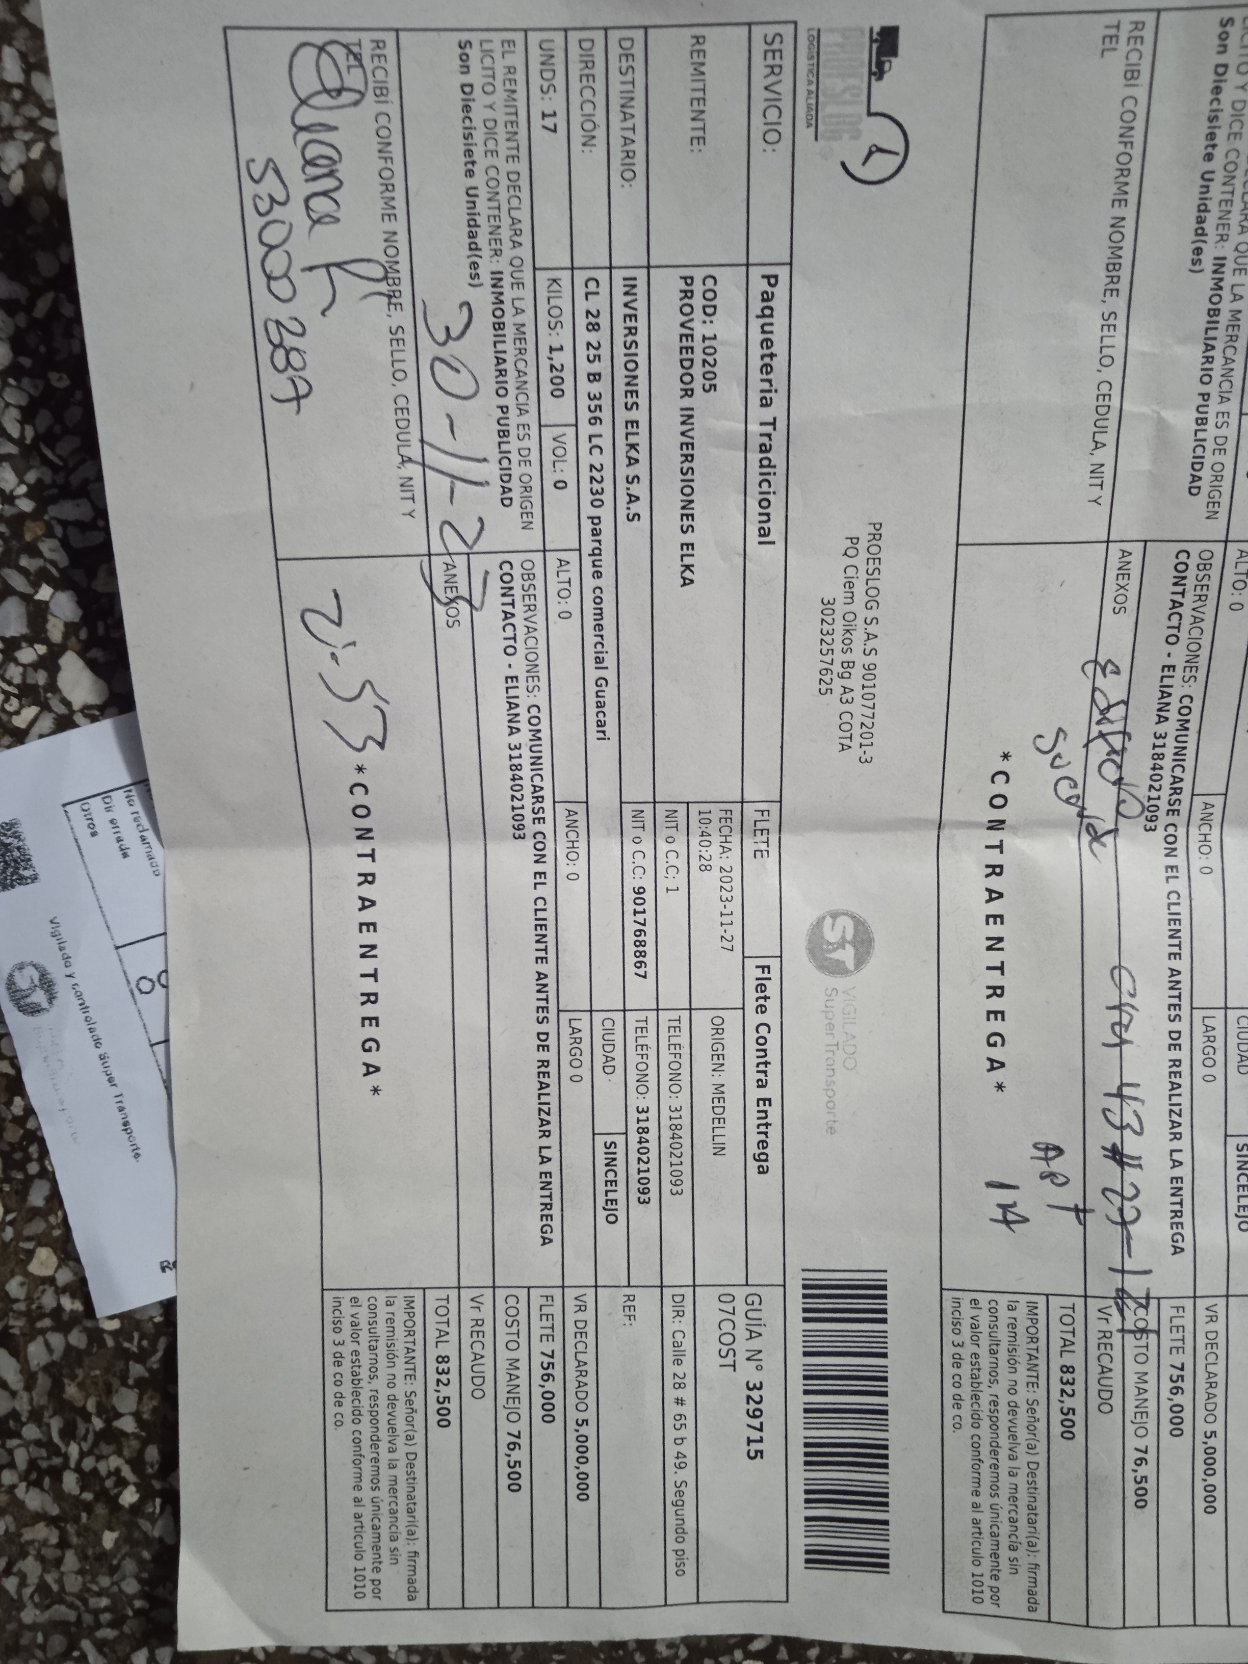 LICITO Y DICE CONTENER: INMOBILIARIO PUBLICIDAD
Son Diecisiete Unidad(es)
RECIBÍ CONFORME NOMBRE, SELLO, CEDULA, NIT Y
TEL
ALTO: 0
ANCHO: 0
LARGO 0
CIUDAD
SINCELEJO
OBSERVACIONES: COMUNICARSE CON EL CLIENTE ANTES DE REALIZAR LA ENTREGA
CONTACTO - ELIANA 3184021093
ANEXOS
*CONTRAENTREGA*
APT
1A
VR DECLARADO 5,000,000
FLETE 756,000
COSTO MANEJO 76,500
Vr RECAUDO
TOTAL 832,500
IMPORTANTE: Señor(a) Destinatari(a): firmada
la remisión no devuelva la mercancía sin
consultarnos, responderemos únicamente por
el valor establecido conforme al artículo 1010
inciso 3 de co de co.
PROESLOG
LOGISTICA ALIADA
PROESLOG S.A.S 901077201-3
PQ Ciem Oikos Bg A3 COTA
3023257625
ST
VIGILADO
SuperTransporte
SERVICIO:
Paqueteria Tradicional
FLETE
Flete Contra Entrega
GUÍA N° 329715
07COST
REMITENTE:
COD: 10205
PROVEEDOR INVERSIONES ELKA
FECHA: 2023-11-27
10:40:28
ORIGEN: MEDELLIN
NIT o C.C; 1
TELÉFONO: 3184021093
DIR: Calle 28 # 65 b 49. Segundo piso
DESTINATARIO:
INVERSIONES ELKA S.A.S
NIT o C.C: 901768867
TELÉFONO: 3184021093
REF:
DIRECCIÓN:
CL 28 25 B 356 LC 2230 parque comercial Guacari
CIUDAD
SINCELEJO
UNDS: 17
KILOS: 1,200
VOL: 0
ALTO: 0
ANCHO: 0
LARGO 0
VR DECLARADO 5,000,000
EL REMITENTE DECLARA QUE LA MERCANCIA ES DE ORIGEN
LICITO Y DICE CONTENER: INMOBILIARIO PUBLICIDAD
Son Diecisiete Unidad(es)
OBSERVACIONES: COMUNICARSE CON EL CLIENTE ANTES DE REALIZAR LA ENTREGA
CONTACTO - ELIANA 3184021093
FLETE 756,000
COSTO MANEJO 76,500
Vr RECAUDO
TOTAL 832,500
RECIBÍ CONFORME NOMBRE, SELLO, CEDULA, NIT Y
TEL
ANEXOS
*CONTRAENTREGA*
IMPORTANTE: Señor(a) Destinatari(a): firmada
la remisión no devuelva la mercancía sin
consultarnos, responderemos únicamente por
el valor establecido conforme al artículo 1010
inciso 3 de co de co.
No reclamado
Dir errada
Otros
Vigilado y controlado Super Transporte.